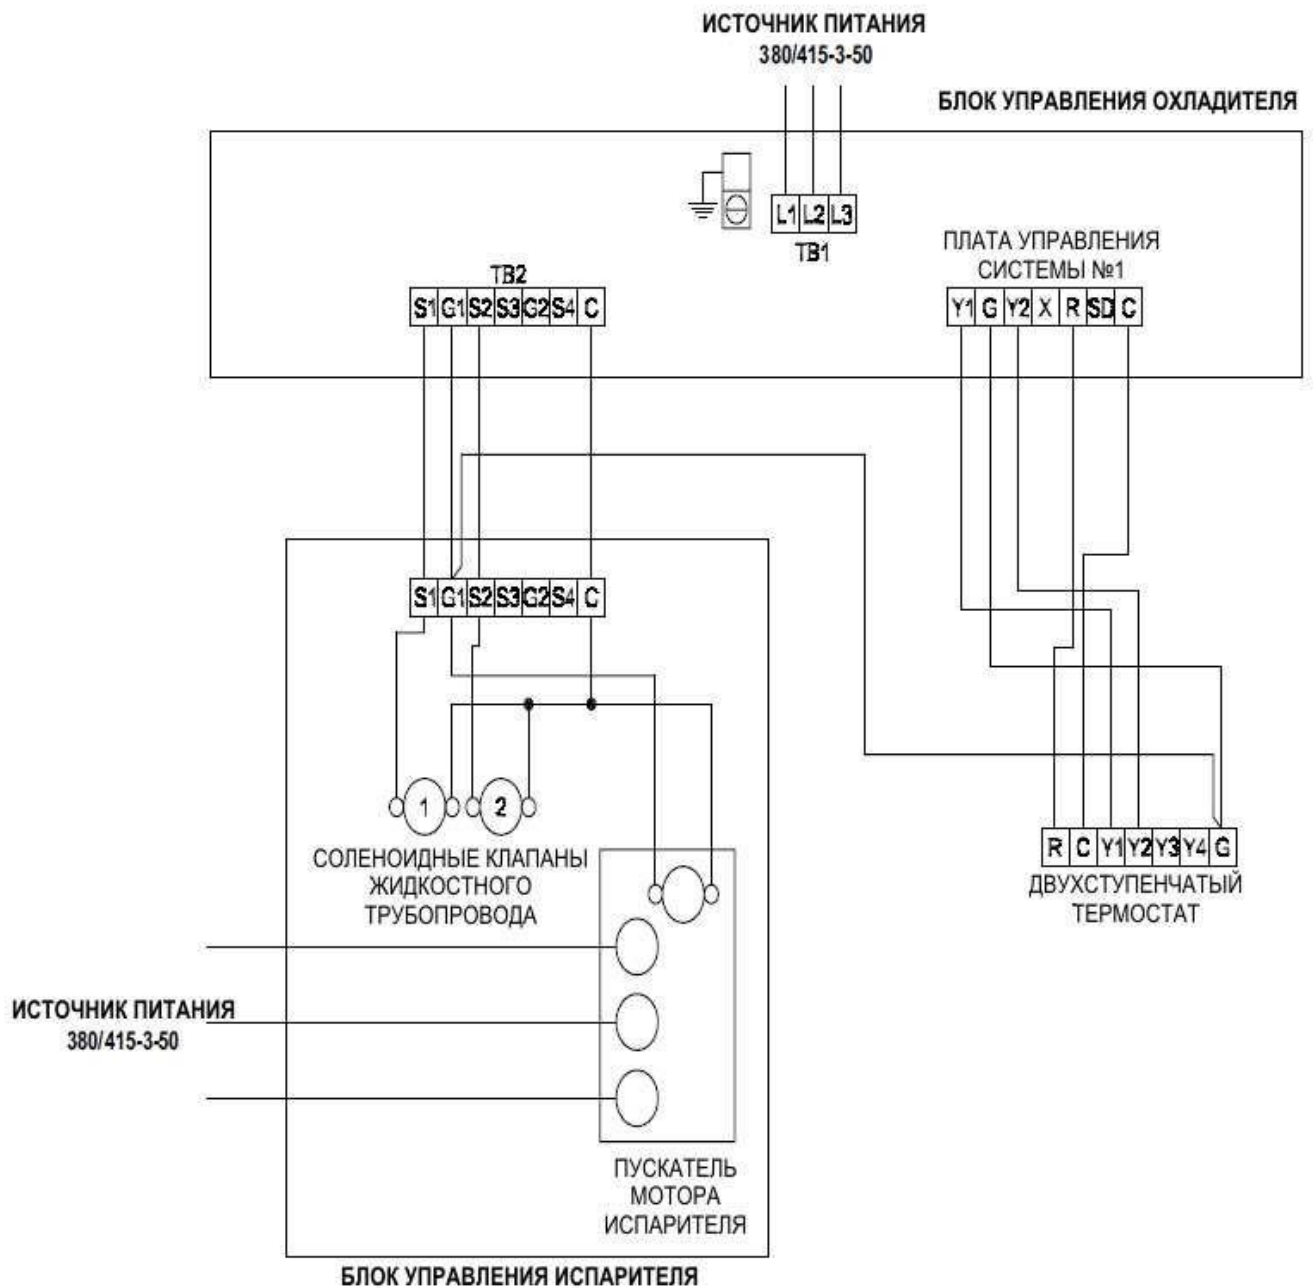 ИСТОЧНИК ПИТАНИЯ
380/415-3-50
БЛОК УПРАВЛЕНИЯ ОХЛАДИТЕЛЯ
L1 L2 L3
TB1
ПЛАТА УПРАВЛЕНИЯ
СИСТЕМЫ №1
TB2
S1 G1 S2 S3 G2 S4 C
Y1 G Y2 X R SD C
S1 G1 S2 S3 G2 S4 C
1 2
СОЛЕНОИДНЫЕ КЛАПАНЫ
ЖИДКОСТНОГО
ТРУБОПРОВОДА
R C Y1 Y2 Y3 Y4 G
ДВУХСТУПЕНЧАТЫЙ
ТЕРМОСТАТ
ИСТОЧНИК ПИТАНИЯ
380/415-3-50
ПУСКАТЕЛЬ
МОТОРА
ИСПАРИТЕЛЯ
БЛОК УПРАВЛЕНИЯ ИСПАРИТЕЛЯ